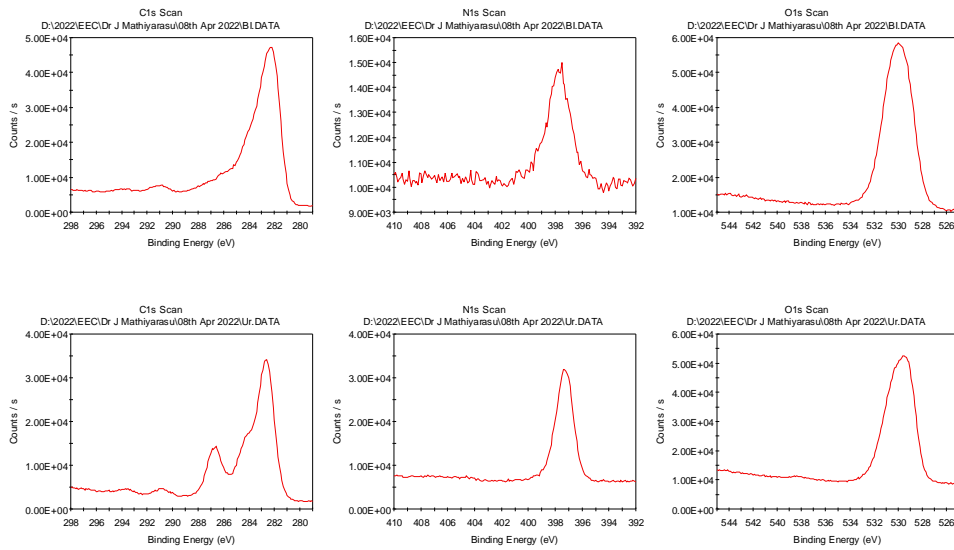 C1s Scan
D:\2022\EEC\Dr J Mathiyarasu\08th Apr 2022\Bl.DATA
5.00E+04
4.00E+04
3.00E+04
2.00E+04
1.00E+04
0.00E+00
Counts / s
298 296 294 292 290 288 286 284 282 280
Binding Energy (eV)
N1s Scan
D:\2022\EEC\Dr J Mathiyarasu\08th Apr 2022\Bl.DATA
1.60E+04
1.50E+04
1.40E+04
1.30E+04
1.20E+04
1.10E+04
1.00E+04
9.00E+03
Counts / s
410 408 406 404 402 400 398 396 394 392
Binding Energy (eV)
O1s Scan
D:\2022\EEC\Dr J Mathiyarasu\08th Apr 2022\Bl.DATA
6.00E+04
5.00E+04
4.00E+04
3.00E+04
2.00E+04
1.00E+04
Counts / s
544 542 540 538 536 534 532 530 528 526
Binding Energy (eV)
C1s Scan
D:\2022\EEC\Dr J Mathiyarasu\08th Apr 2022\Ur.DATA
4.00E+04
3.00E+04
2.00E+04
1.00E+04
0.00E+00
Counts / s
298 296 294 292 290 288 286 284 282 280
Binding Energy (eV)
N1s Scan
D:\2022\EEC\Dr J Mathiyarasu\08th Apr 2022\Ur.DATA
4.00E+04
3.00E+04
2.00E+04
1.00E+04
0.00E+00
Counts / s
410 408 406 404 402 400 398 396 394 392
Binding Energy (eV)
O1s Scan
D:\2022\EEC\Dr J Mathiyarasu\08th Apr 2022\Ur.DATA
6.00E+04
5.00E+04
4.00E+04
3.00E+04
2.00E+04
1.00E+04
0.00E+00
Counts / s
544 542 540 538 536 534 532 530 528 526
Binding Energy (eV)